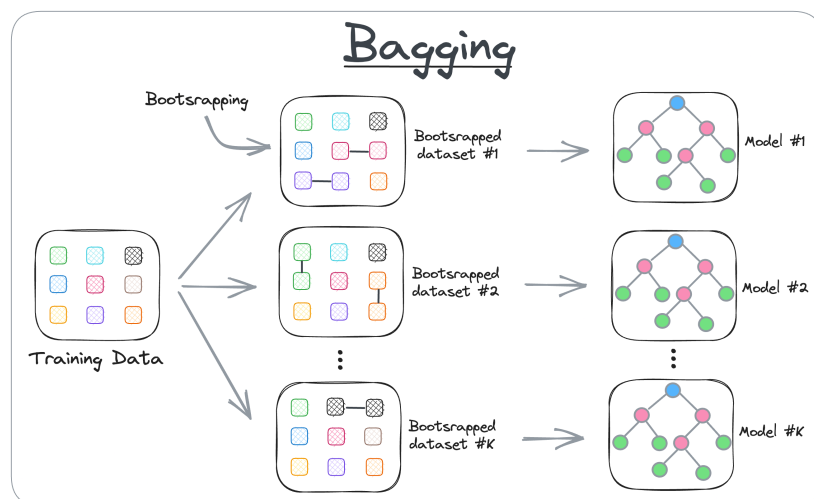 Bagging
Bootsrapping
Bootsrapped
dataset #1
Model #1
Bootsrapped
dataset #2
Model #2
Training Data
Bootsrapped
dataset #K
Model #K